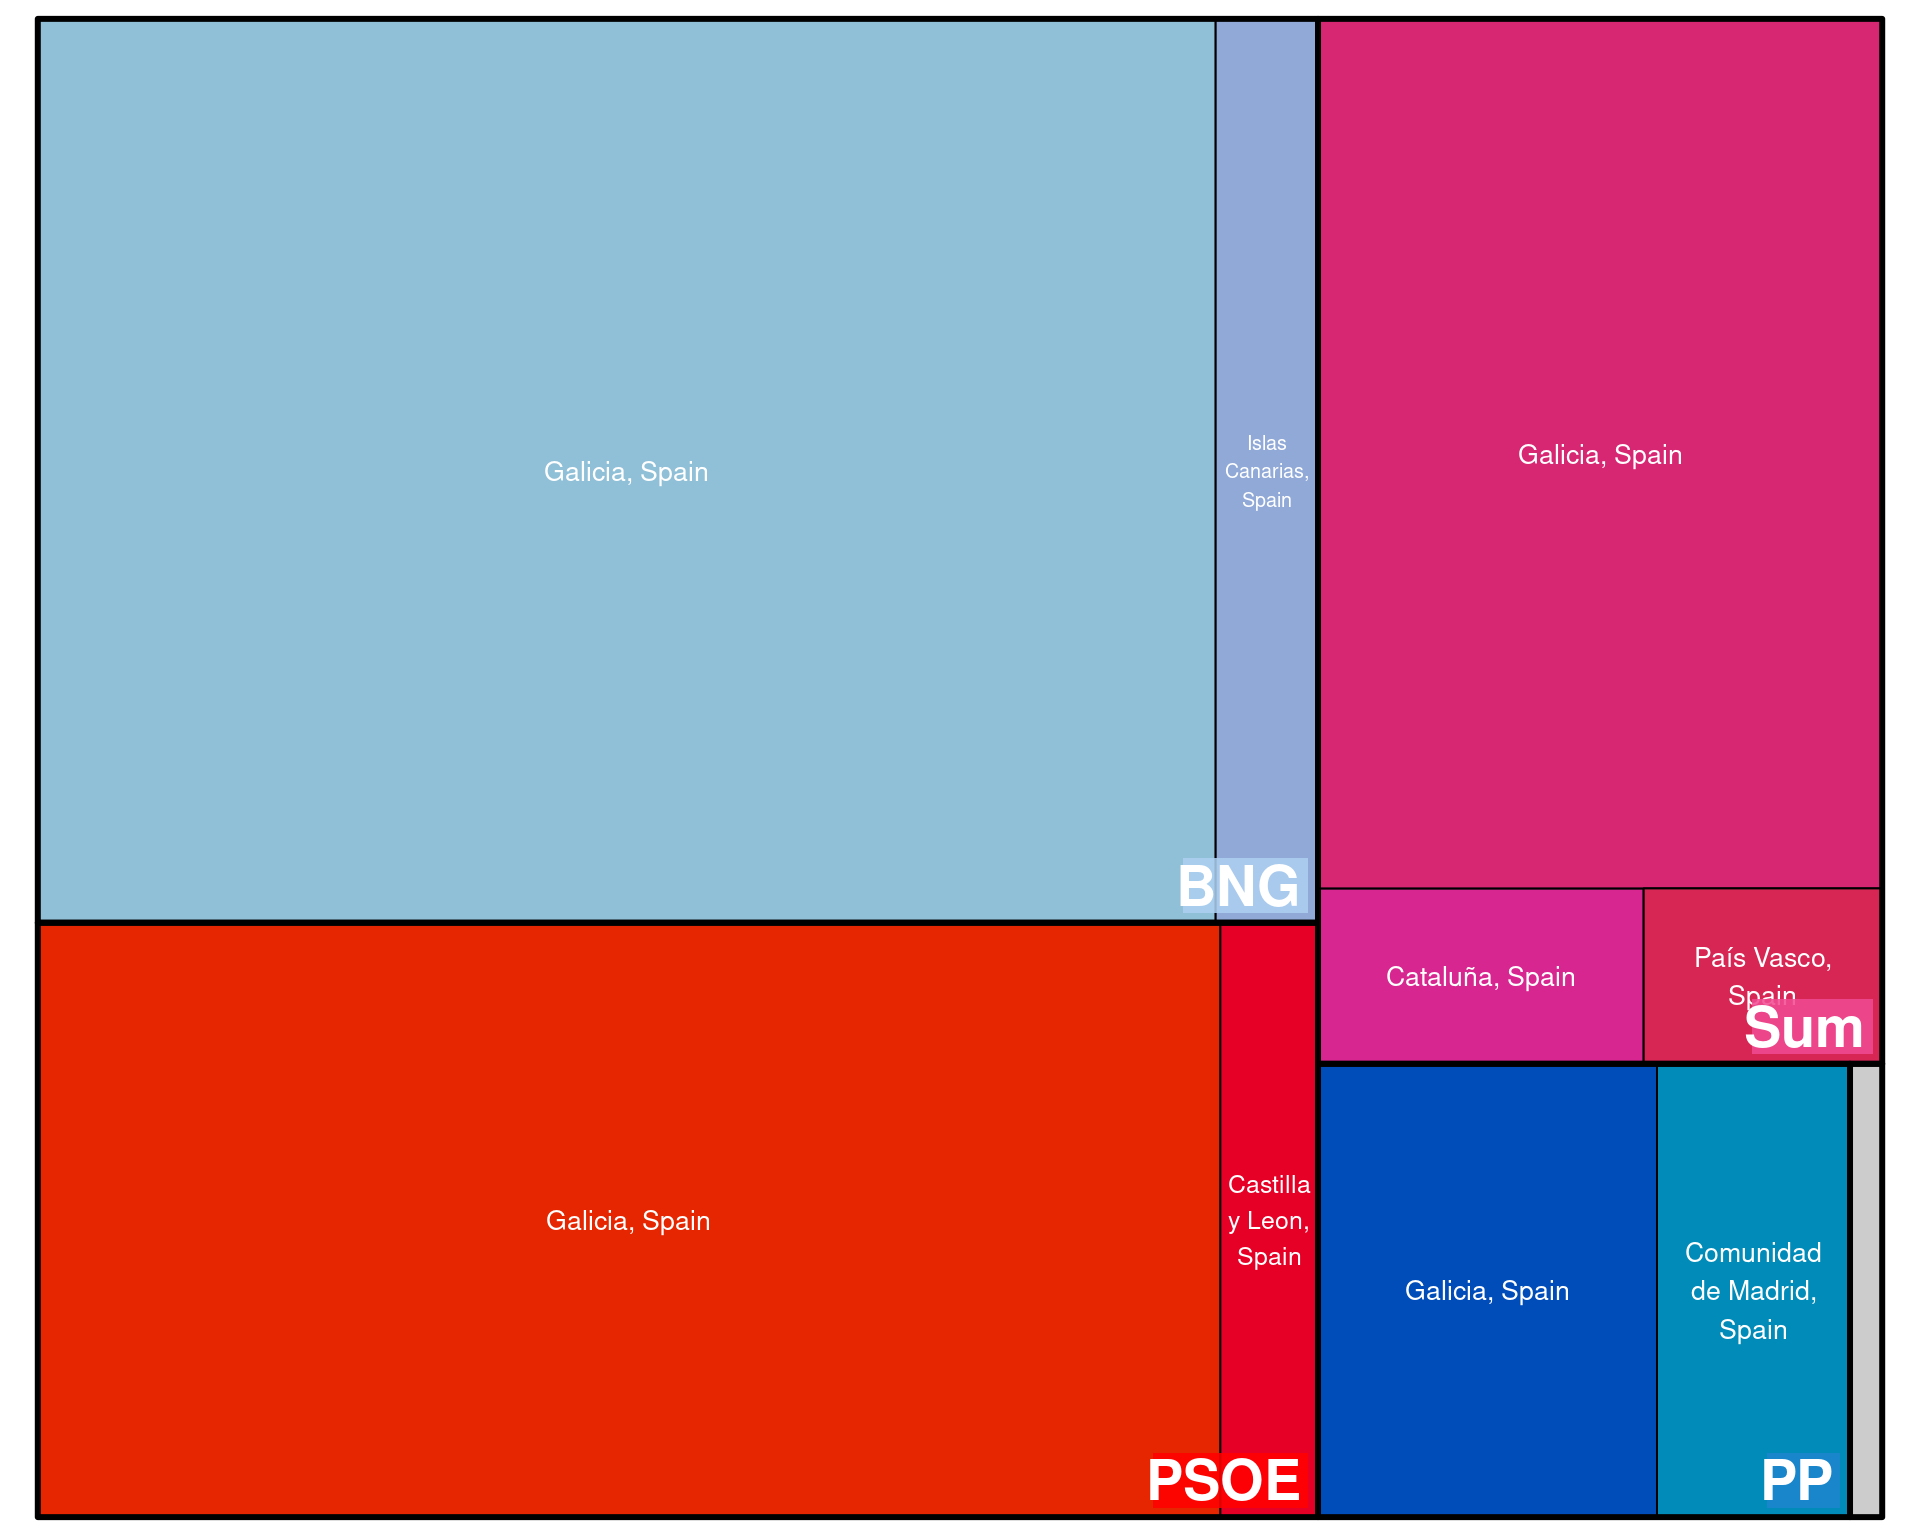 Galicia, Spain
Islas
Canarias,
Spain
BNG
Galicia, Spain
Cataluña, Spain
País Vasco,
Spain
Sum
Galicia, Spain
Castilla
y Leon,
Spain
PSOE
Galicia, Spain
Comunidad
de Madrid,
Spain
PP